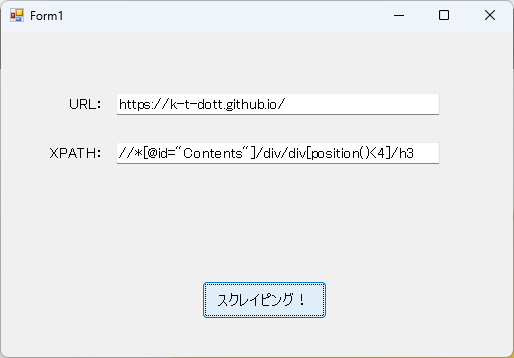 Form1
URL: https://k-t-dott.github.io/
XPATH: //*[@id="Contents"]/div/div[position()<4]/h3
スクレイピング！